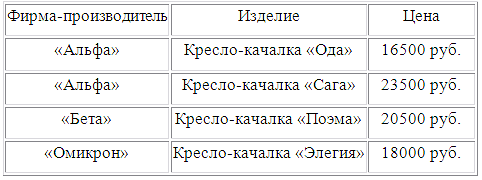 Фирма-производитель Изделие Цена
«Альфа» Кресло-качалка «Ода» 16500 руб.
«Альфа» Кресло-качалка «Сага» 23500 руб.
«Бета» Кресло-качалка «Поэма» 20500 руб.
«Омикрон» Кресло-качалка «Элегия» 18000 руб.